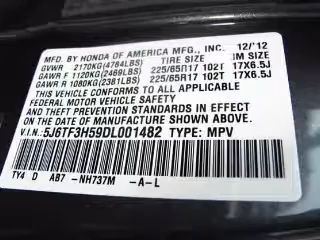 MFD. BY HONDA OF AMERICA MFG., INC. 12/'12
GVWR 2170KG(4784LBS) TIRE SIZE RIM SIZE
GAWR F 1120KG(2469LBS) 225/65R17 102T 17X6.5J
GAWR R 1080KG(2381LBS) 225/65R17 102T 17X6.5J
THIS VEHICLE CONFORMS TO ALL APPLICABLE
FEDERAL MOTOR VEHICLE SAFETY, BUMPER,
AND THEFT PREVENTION STANDARDS IN EFFECT
ON THE DATE OF MANUFACTURE SHOWN ABOVE.
V.I.N.: 5J6TF3H59DL001482 TYPE: MPV
TY4 D AB7 -NH737M -A-L